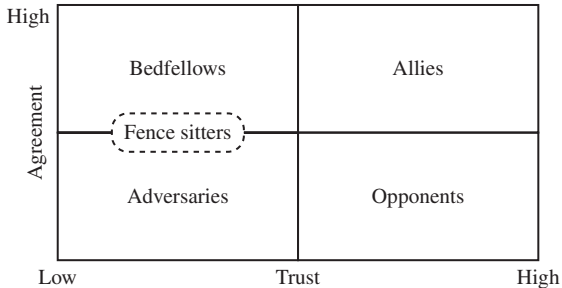 High
Bedfellows
Allies
Agreement
Fence sitters
Adversaries
Opponents
Low
Trust
High